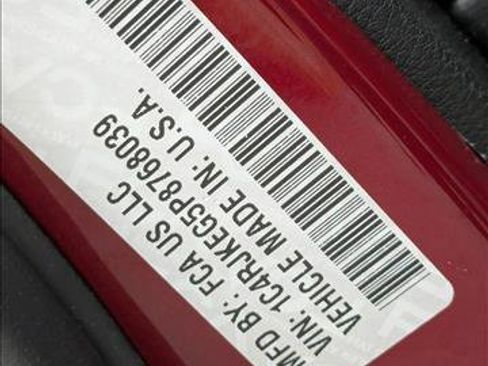 MFD BY: FCA US LLC
VIN: 1C4RJKEG5P8768039
VEHICLE MADE IN: U.S.A.